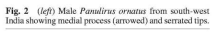 Fig. 2 (left) Male Panulirus ornatus from south-west
India showing medial process (arrowed) and serrated tips.